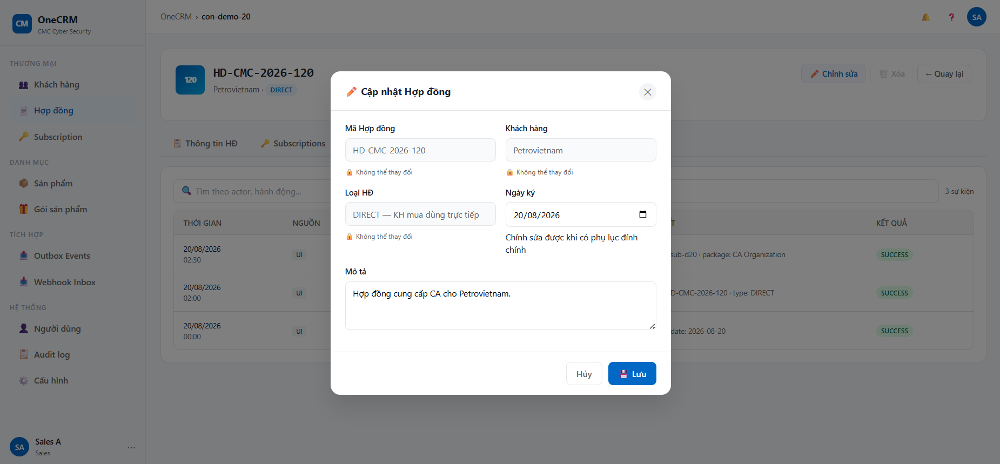 CM
OneCRM
CMC Cyber Security
THƯƠNG MẠI
Khách hàng
Hợp đồng
Subscription
DANH MỤC
Sản phẩm
Gói sản phẩm
TÍCH HỢP
Outbox Events
Webhook Inbox
HỆ THỐNG
Người dùng
Audit log
Cấu hình
SA
Sales A
Sales
...
OneCRM › con-demo-20
SA
120
HD-CMC-2026-120
Petrovietnam · DIRECT
Chỉnh sửa
Xóa
← Quay lại
Thông tin HĐ
Subscriptions
Tìm theo actor, hành động...
3 sự kiện
THỜI GIAN
NGUỒN
T
KẾT QUẢ
20/08/2026
02:30
UI
sub-d20 · package: CA Organization
SUCCESS
20/08/2026
02:00
UI
D-CMC-2026-120 · type: DIRECT
SUCCESS
20/08/2026
00:00
UI
date: 2026-08-20
SUCCESS
Cập nhật Hợp đồng
Mã Hợp đồng
HD-CMC-2026-120
Không thể thay đổi
Khách hàng
Petrovietnam
Không thể thay đổi
Loại HĐ
DIRECT — KH mua dùng trực tiếp
Không thể thay đổi
Ngày ký
20/08/2026
Chỉnh sửa được khi có phụ lục đính
chính
Mô tả
Hợp đồng cung cấp CA cho Petrovietnam.
Hủy
Lưu